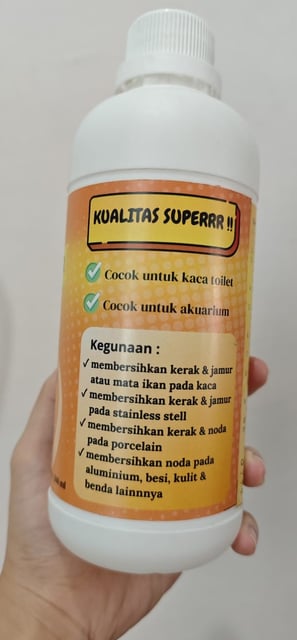 KUALITAS SUPERRR !!
Cocok untuk kaca toilet
Cocok untuk akuarium
Kegunaan :
membersihkan kerak & jamur
atau mata ikan pada kaca
membersihkan kerak & jamur
pada stainless stell
membersihkan kerak & noda
pada porcelain
membersihkan noda pada
aluminium, besi, kulit &
benda lainnnya